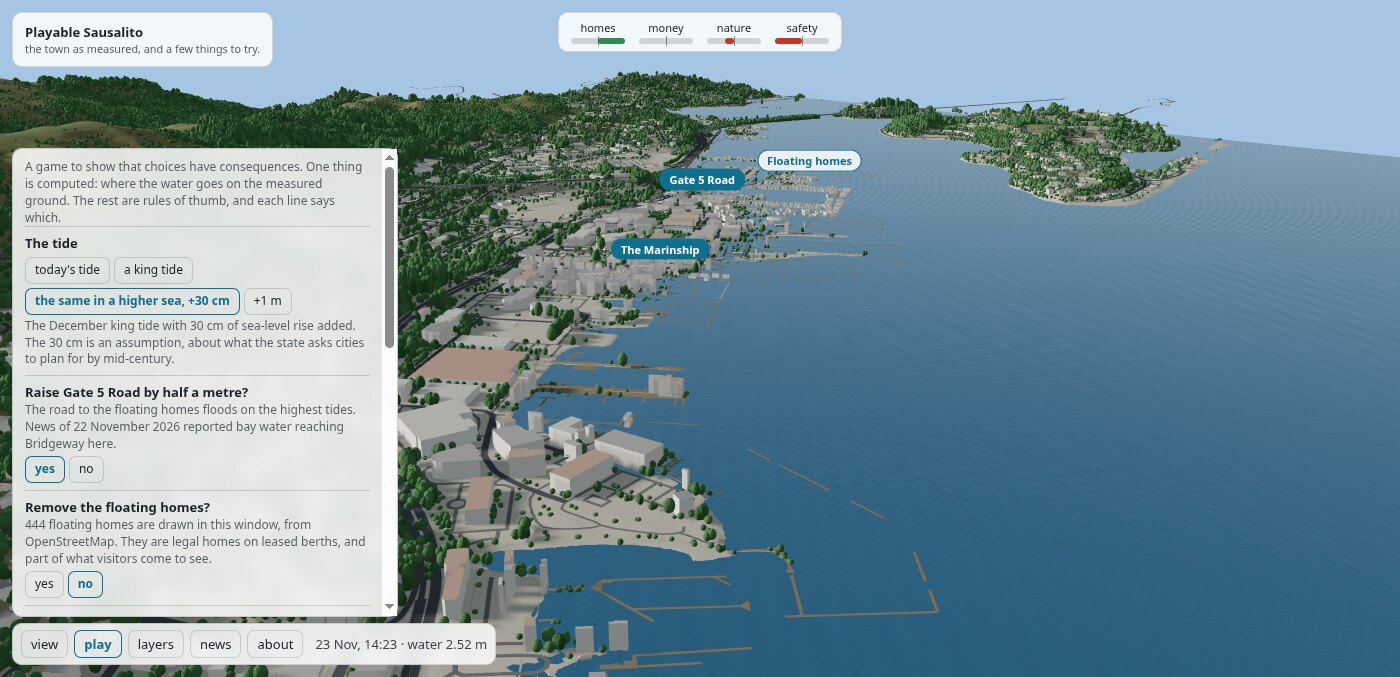 Playable Sausalito
the town as measured, and a few things to try.
homes money nature safety
Floating homes
Gate 5 Road
The Marinship
A game to show that choices have consequences. One thing
is computed: where the water goes on the measured
ground. The rest are rules of thumb, and each line says
which.
The tide
today's tide a king tide
the same in a higher sea, +30 cm +1 m
The December king tide with 30 cm of sea-level rise added.
The 30 cm is an assumption, about what the state asks cities
to plan for by mid-century.
Raise Gate 5 Road by half a metre?
The road to the floating homes floods on the highest tides.
News of 22 November 2026 reported bay water reaching
Bridgeway here.
yes no
Remove the floating homes?
444 floating homes are drawn in this window, from
OpenStreetMap. They are legal homes on leased berths, and
part of what visitors come to see.
yes no
view play layers news about 23 Nov, 14:23 · water 2.52 m